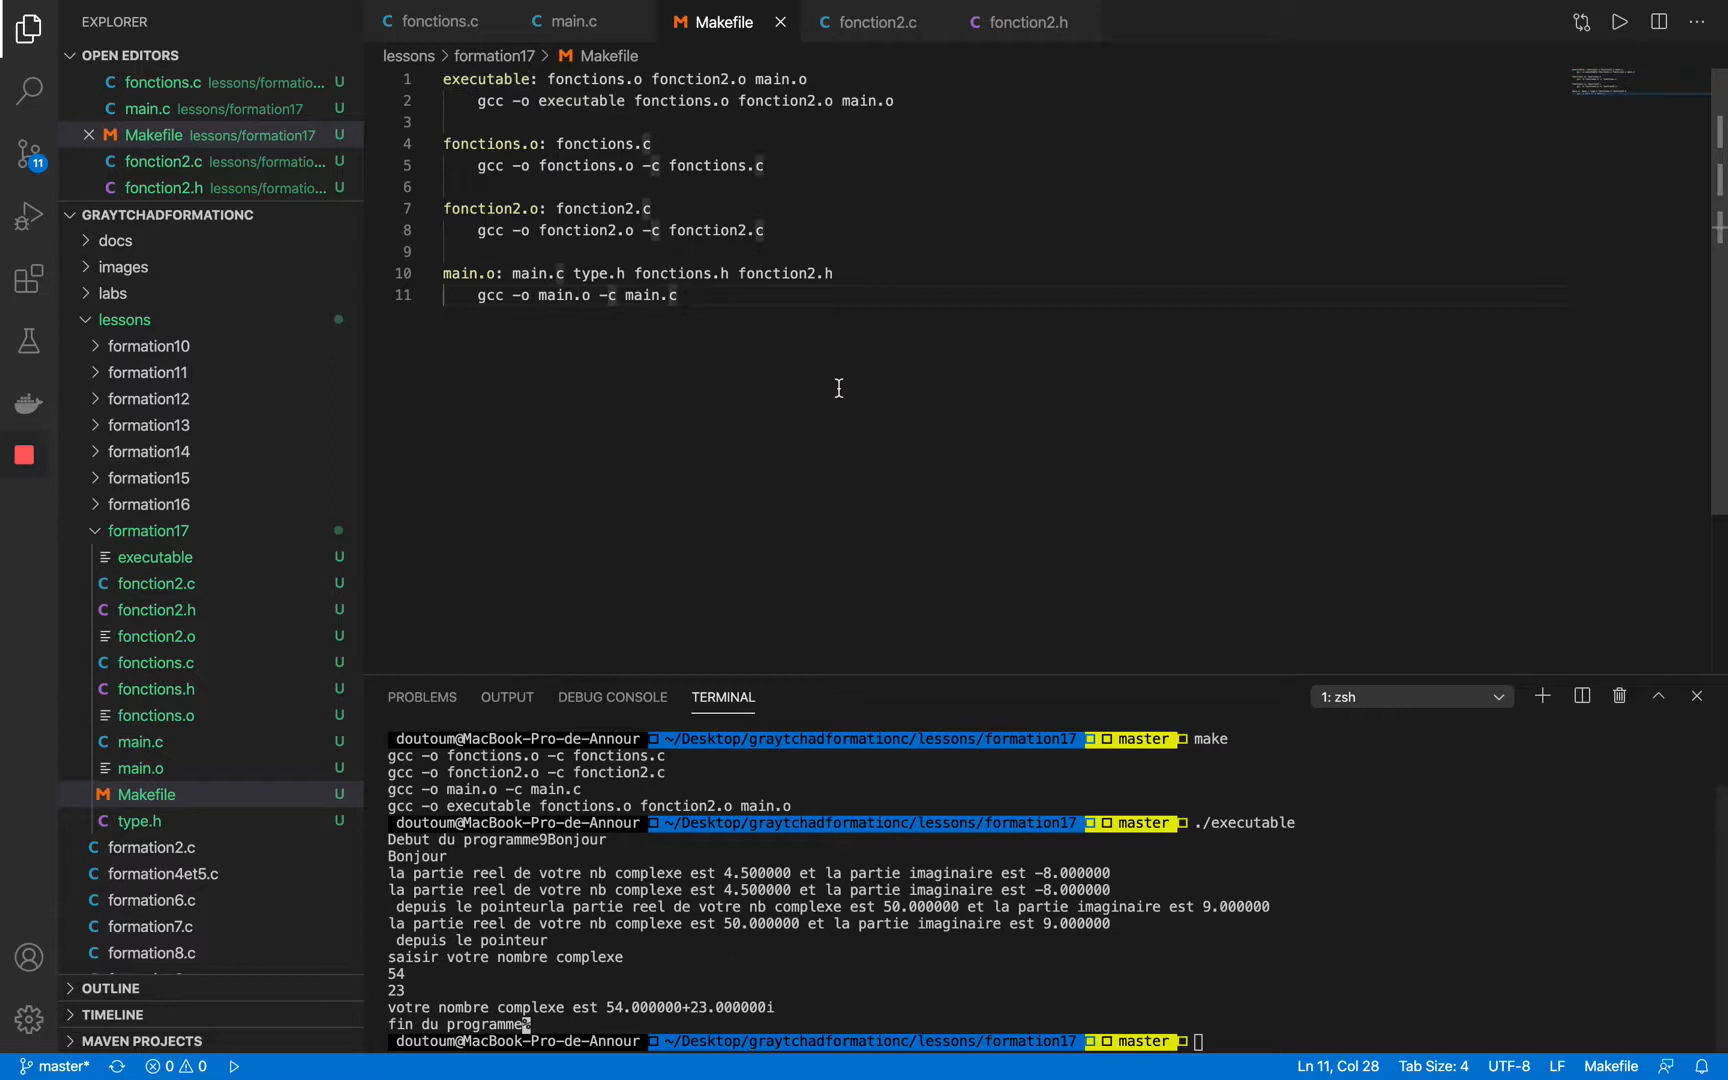 EXPLORER
OPEN EDITORS
fonctions.c lessons/formatio... U
main.c lessons/formation17 U
Makefile lessons/formation17 U
fonction2.c lessons/formatio... U
fonction2.h lessons/formatio... U
GRAYTCHADFORMATIONC
docs
images
labs
lessons
formation10
formation11
formation12
formation13
formation14
formation15
formation16
formation17
executable U
fonction2.c U
fonction2.h U
fonction2.o U
fonctions.c U
fonctions.h U
fonctions.o U
main.c U
main.o U
Makefile U
type.h U
formation2.c
formation4et5.c
formation6.c
formation7.c
formation8.c
OUTLINE
TIMELINE
MAVEN PROJECTS
11
fonctions.c main.c Makefile fonction2.c fonction2.h
lessons > formation17 > Makefile
1 executable: fonctions.o fonction2.o main.o
2 gcc -o executable fonctions.o fonction2.o main.o
3
4 fonctions.o: fonctions.c
5 gcc -o fonctions.o -c fonctions.c
6
7 fonction2.o: fonction2.c
8 gcc -o fonction2.o -c fonction2.c
9
10 main.o: main.c type.h fonctions.h fonction2.h
11 gcc -o main.o -c main.c
PROBLEMS OUTPUT DEBUG CONSOLE TERMINAL 1: zsh
doutoum@MacBook-Pro-de-Annour ~/Desktop/graytchadformationc/lessons/formation17 master make
gcc -o fonctions.o -c fonctions.c
gcc -o fonction2.o -c fonction2.c
gcc -o main.o -c main.c
gcc -o executable fonctions.o fonction2.o main.o
doutoum@MacBook-Pro-de-Annour ~/Desktop/graytchadformationc/lessons/formation17 master ./executable
Debut du programme9Bonjour
Bonjour
la partie reel de votre nb complexe est 4.500000 et la partie imaginaire est -8.000000
la partie reel de votre nb complexe est 4.500000 et la partie imaginaire est -8.000000
depuis le pointeurla partie reel de votre nb complexe est 50.000000 et la partie imaginaire est 9.000000
la partie reel de votre nb complexe est 50.000000 et la partie imaginaire est 9.000000
depuis le pointeur
saisir votre nombre complexe
54
23
votre nombre complexe est 54.000000+23.000000i
fin du programme%
doutoum@MacBook-Pro-de-Annour ~/Desktop/graytchadformationc/lessons/formation17 master
master* 0 0 Ln 11, Col 28 Tab Size: 4 UTF-8 LF Makefile